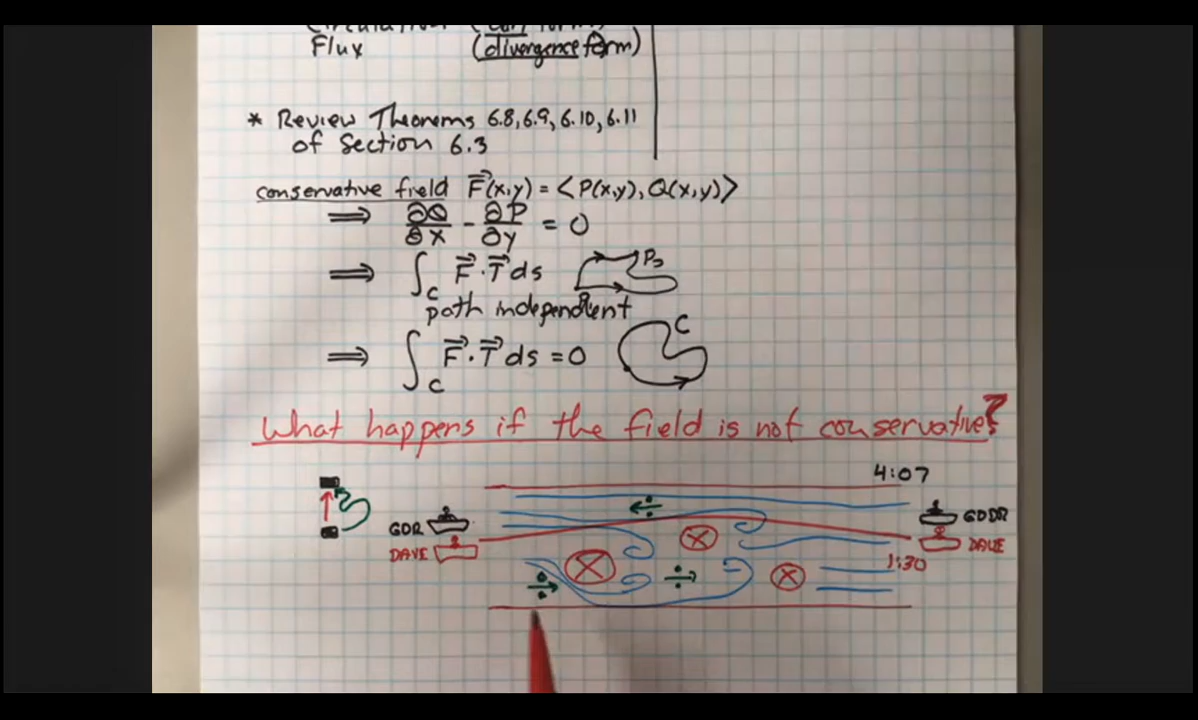 Flux (divergence form)
* Review Theorems 6.8, 6.9, 6.10, 6.11
of Section 6.3
conservative field F⃗(x,y) = <P(x,y), Q(x,y)>
⟹ ∂Q/∂x - ∂P/∂y = 0
⟹ ∫_C F⃗·T⃗ ds
path independent
⟹ ∫_C F⃗·T⃗ ds = 0 C
What happens if the field is not conservative?
4:07
GDR
DAVE
DAVE
1:30